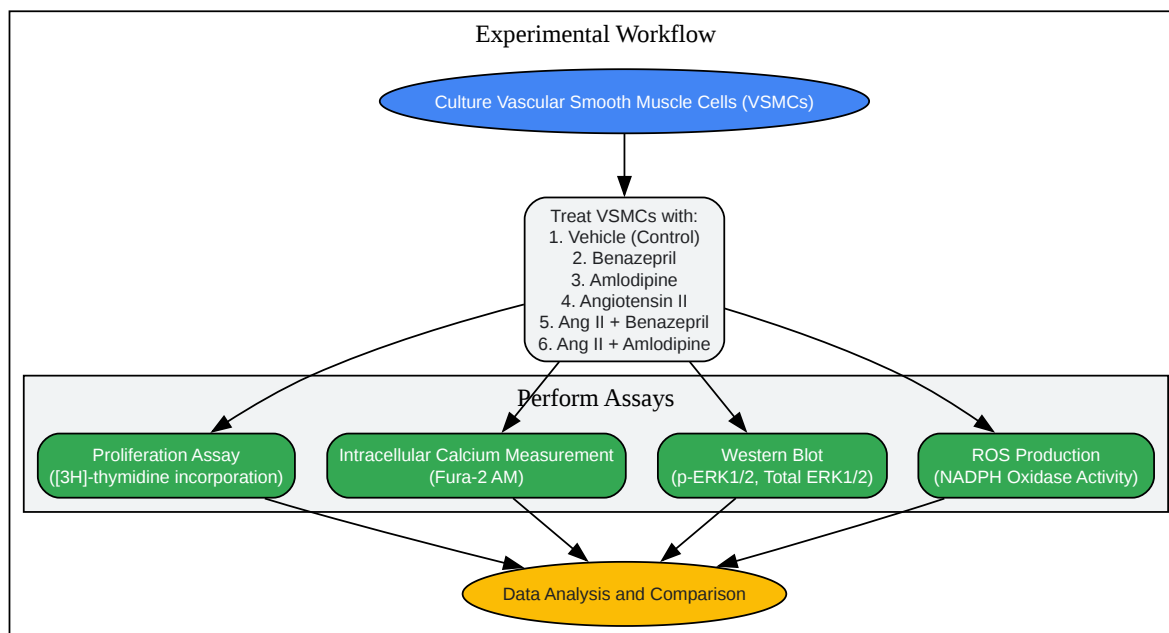 Experimental Workflow
Culture Vascular Smooth Muscle Cells (VSMCs)
Treat VSMCs with:
1. Vehicle (Control)
2. Benazepril
3. Amlodipine
4. Angiotensin II
5. Ang II + Benazepril
6. Ang II + Amlodipine
Perform Assays
Proliferation Assay
([3H]-thymidine incorporation)
Intracellular Calcium Measurement
(Fura-2 AM)
Western Blot
(p-ERK1/2, Total ERK1/2)
ROS Production
(NADPH Oxidase Activity)
Data Analysis and Comparison